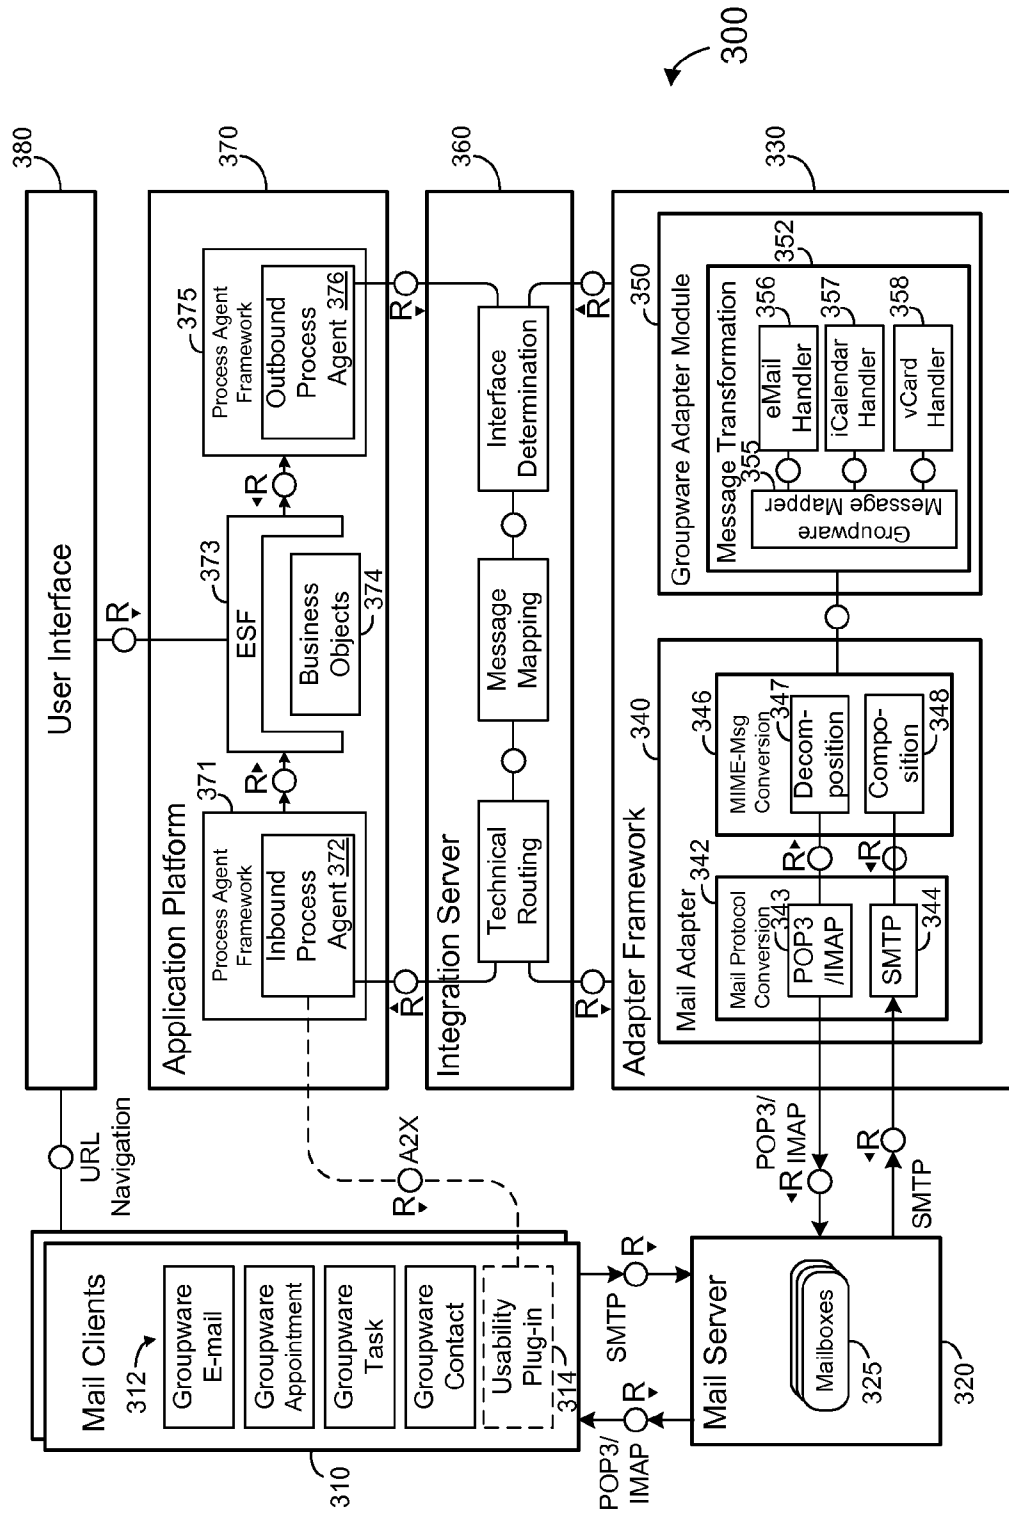 300
380
User Interface
R
URL
Navigation
370
Application Platform
371
Process Agent
Framework
Inbound
Process
Agent 372
R
373
ESF
Business
Objects
374
R
375
Process Agent
Framework
Outbound
Process
Agent 376
R
R
A2X
R
360
Integration Server
Technical
Routing
Message
Mapping
Interface
Determination
R
R
330
Adapter Framework
340
Mail Adapter
342
Mail Protocol
Conversion
343
POP3
/IMAP
SMTP
344
R
R
346
MIME-Msg
Conversion
347
Decom-
position
Compo-
sition
348
350
Groupware Adapter Module
352
Message Transformation
355
Groupware
Message Mapper
356
eMail
Handler
357
iCalendar
Handler
358
vCard
Handler
Mail Clients
312
Groupware
E-mail
Groupware
Appointment
Groupware
Task
Groupware
Contact
Usability
Plug-in
314
310
POP3/
IMAP
R
SMTP
R
Mail Server
Mailboxes
325
320
POP3/
IMAP
R
SMTP
R